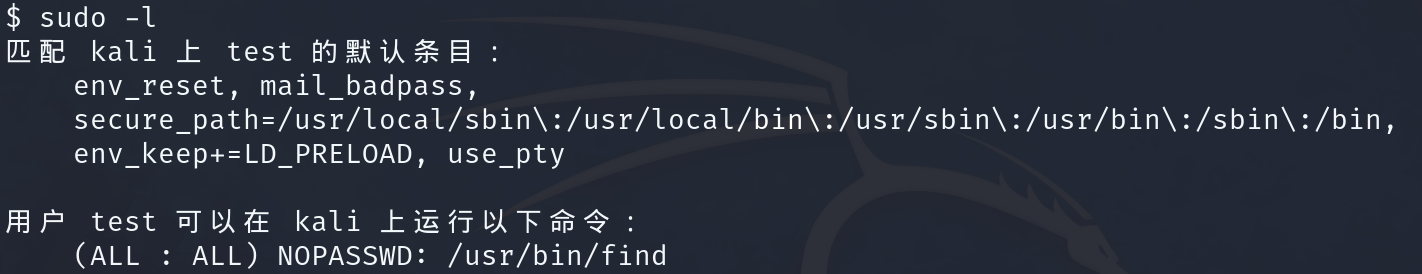 $ sudo -l
匹配 kali 上 test 的默认条目：
env_reset, mail_badpass,
secure_path=/usr/local/sbin\:/usr/local/bin\:/usr/sbin\:/usr/bin\:/sbin\:/bin,
env_keep+=LD_PRELOAD, use_pty
用户 test 可以在 kali 上运行以下命令：
(ALL : ALL) NOPASSWD: /usr/bin/find